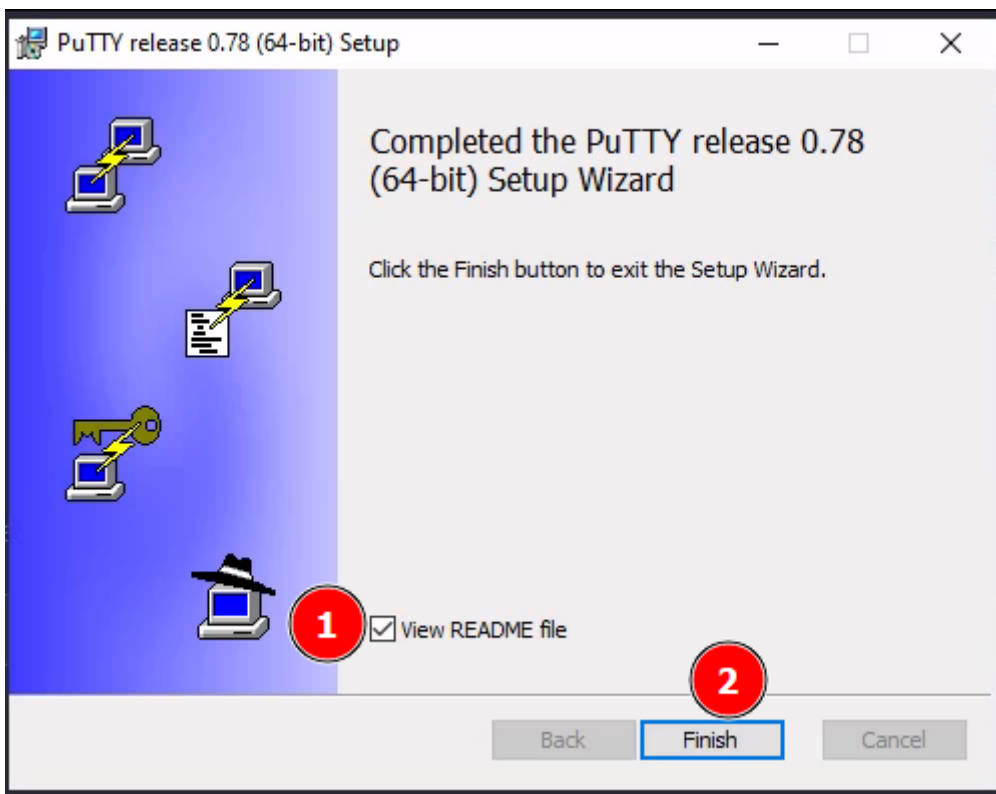 PuTTY release 0.78 (64-bit) Setup
Completed the PuTTY release 0.78
(64-bit) Setup Wizard
Click the Finish button to exit the Setup Wizard.
1
View README file
2
Back
Finish
Cancel